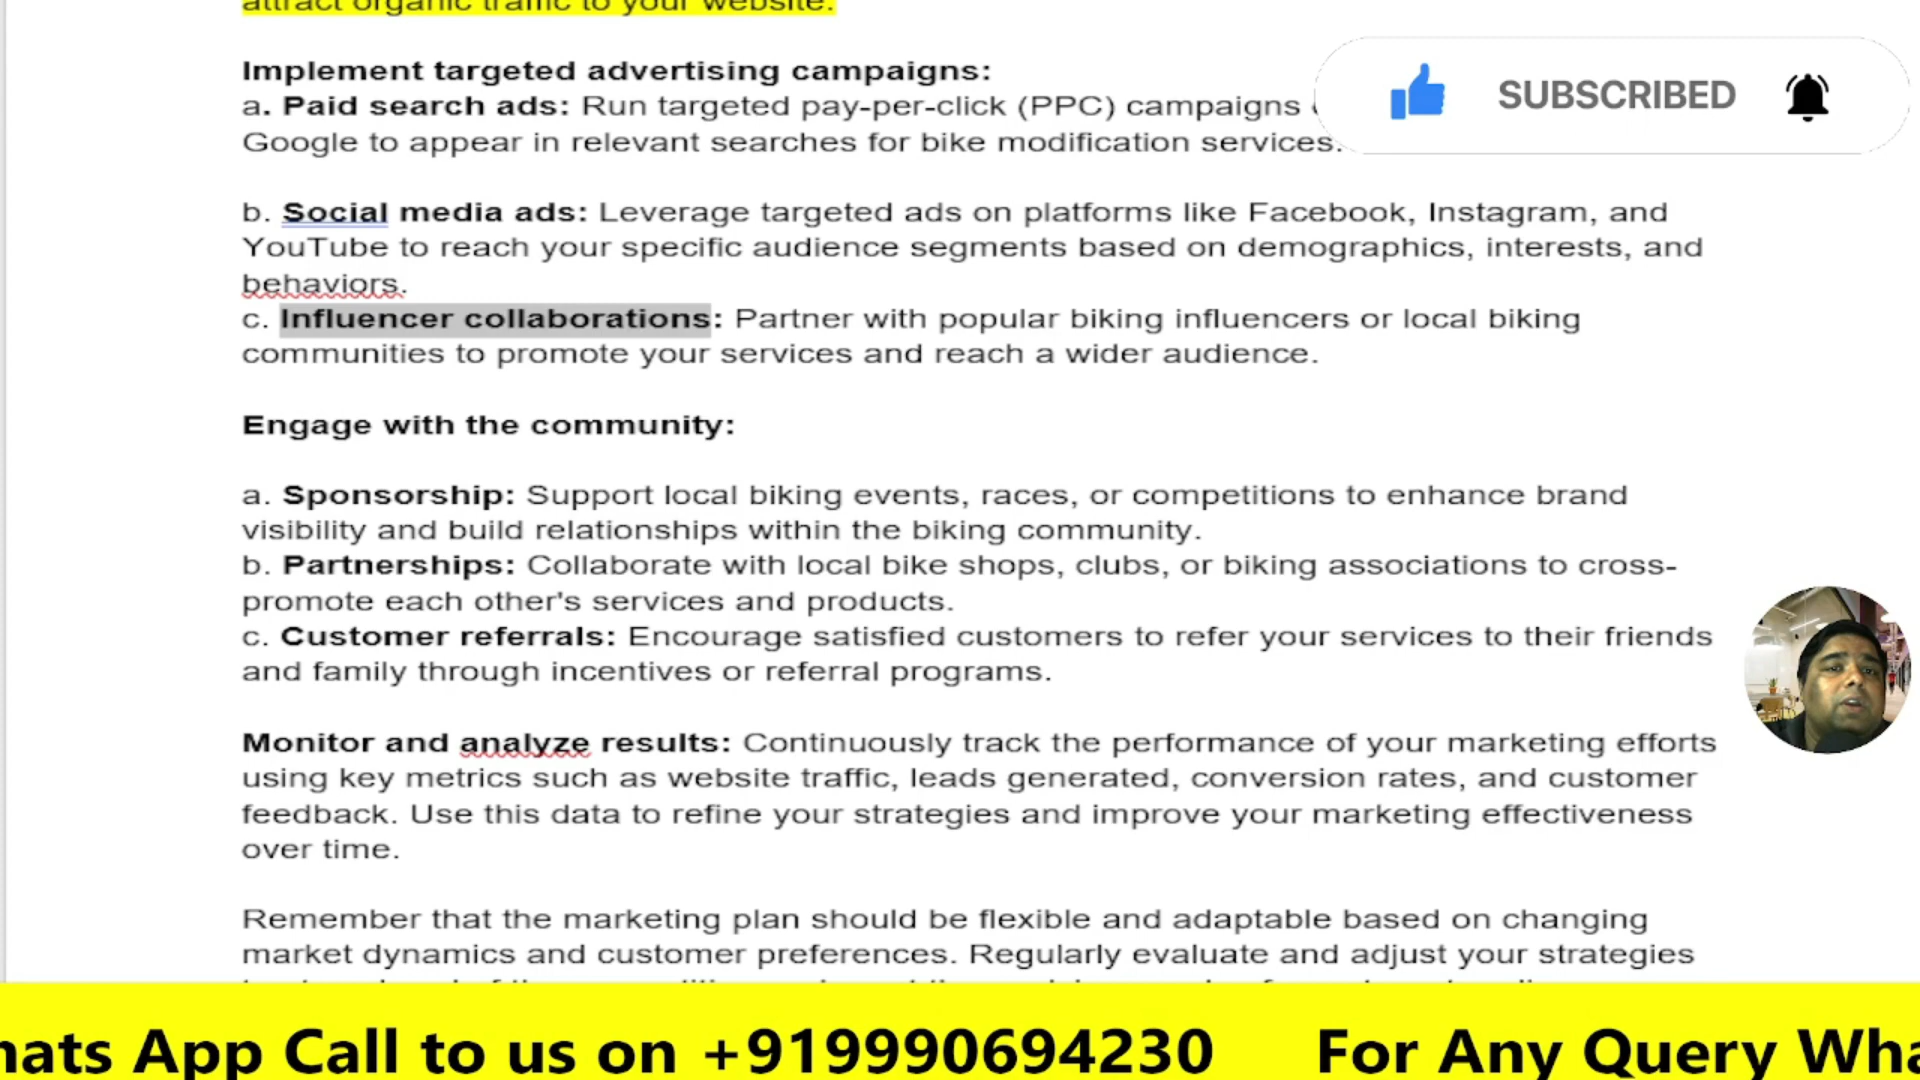 attract organic traffic to your website.
Implement targeted advertising campaigns:
a. Paid search ads: Run targeted pay-per-click (PPC) campaigns
Google to appear in relevant searches for bike modification services.
SUBSCRIBED
b. Social media ads: Leverage targeted ads on platforms like Facebook, Instagram, and
YouTube to reach your specific audience segments based on demographics, interests, and
behaviors.
c. Influencer collaborations: Partner with popular biking influencers or local biking
communities to promote your services and reach a wider audience.
Engage with the community:
a. Sponsorship: Support local biking events, races, or competitions to enhance brand
visibility and build relationships within the biking community.
b. Partnerships: Collaborate with local bike shops, clubs, or biking associations to cross-
promote each other's services and products.
c. Customer referrals: Encourage satisfied customers to refer your services to their friends
and family through incentives or referral programs.
Monitor and analyze results: Continuously track the performance of your marketing efforts
using key metrics such as website traffic, leads generated, conversion rates, and customer
feedback. Use this data to refine your strategies and improve your marketing effectiveness
over time.
Remember that the marketing plan should be flexible and adaptable based on changing
market dynamics and customer preferences. Regularly evaluate and adjust your strategies
hats App Call to us on +919990694230 For Any Query Wha